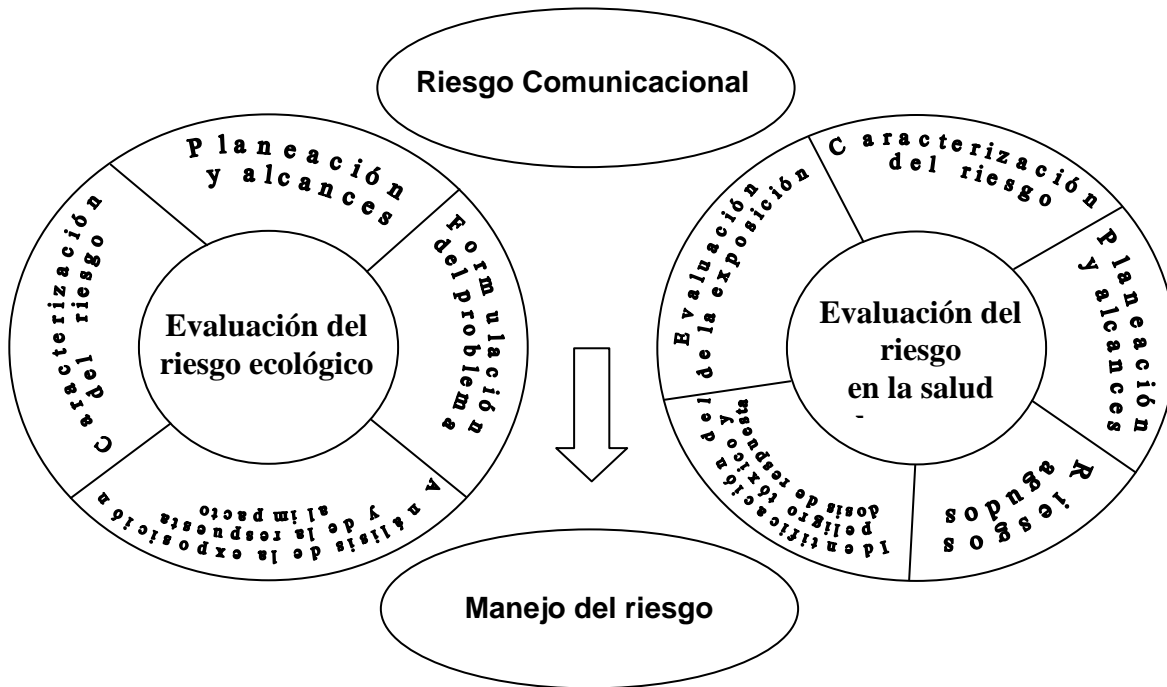 Riesgo Comunicacional
Planeación
y alcances
Formulación
del problema
Análisis de la exposición
y de la respuesta
al impacto
Caracterización
del riesgo
Evaluación del
riesgo ecológico
Caracterización
del riesgo
Planeación
y alcances
Riesgos
agudos
Identificación del
peligro tóxico y
dosis de respuesta
Evaluación
de la exposición
Evaluación del
riesgo
en la salud
Manejo del riesgo